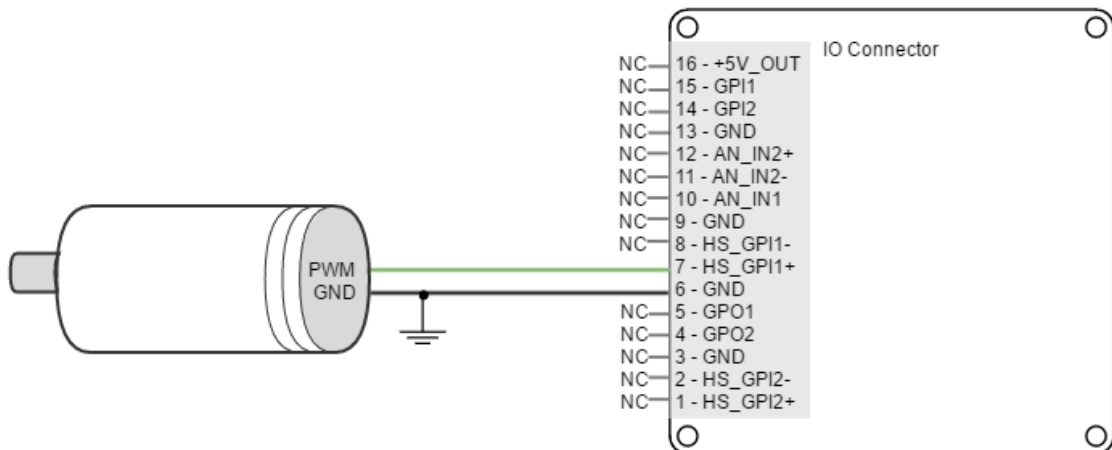 IO Connector
NC 16 - +5V_OUT
NC 15 - GPI1
NC 14 - GPI2
NC 13 - GND
NC 12 - AN_IN2+
NC 11 - AN_IN2-
NC 10 - AN_IN1
NC 9 - GND
NC 8 - HS_GPI1-
PWM 7 - HS_GPI1+
GND 6 - GND
NC 5 - GPO1
NC 4 - GPO2
NC 3 - GND
NC 2 - HS_GPI2-
NC 1 - HS_GPI2+